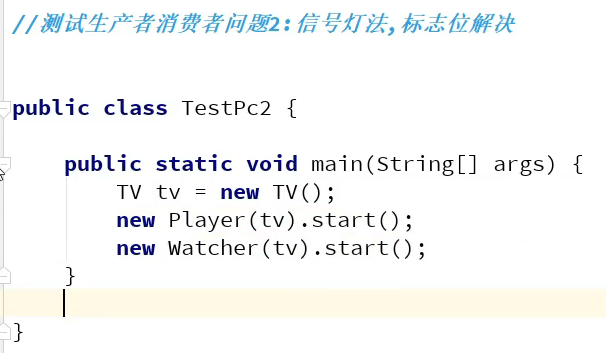 //测试生产者消费者问题2:信号灯法,标志位解决
public class TestPc2 {
public static void main(String[] args) {
TV tv = new TV();
new Player(tv).start();
new Watcher(tv).start();
}
}